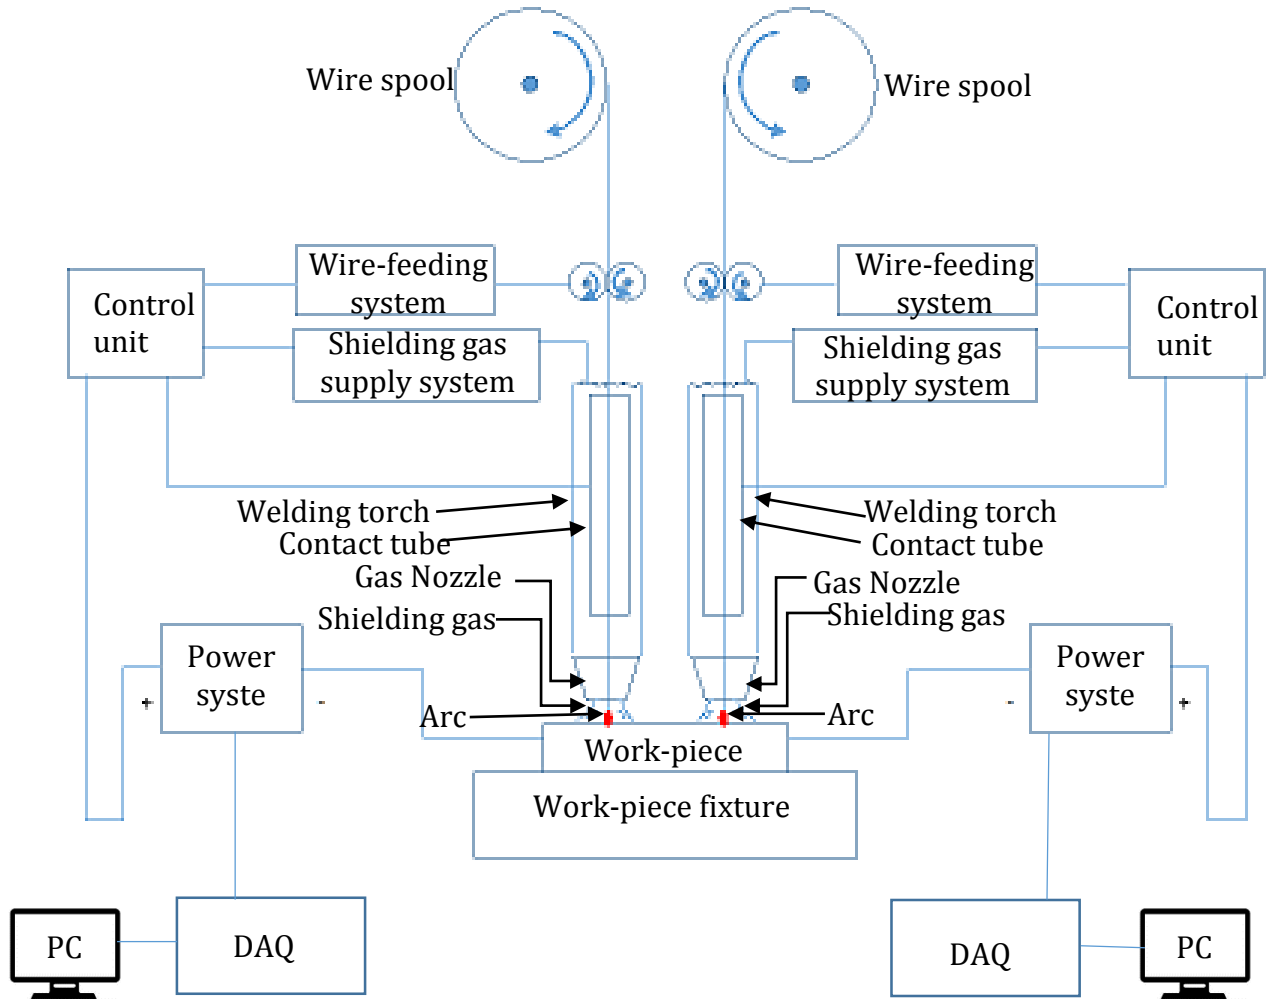 Wire spool
Wire spool
Wire-feeding
system
Wire-feeding
system
Control
unit
Control
unit
Shielding gas
supply system
Shielding gas
supply system
Welding torch
Welding torch
Contact tube
Contact tube
Gas Nozzle
Gas Nozzle
Shielding gas
Shielding gas
Power
syste
Power
syste
+
-
-
+
Arc
Arc
Work-piece
Work-piece fixture
PC
DAQ
DAQ
PC